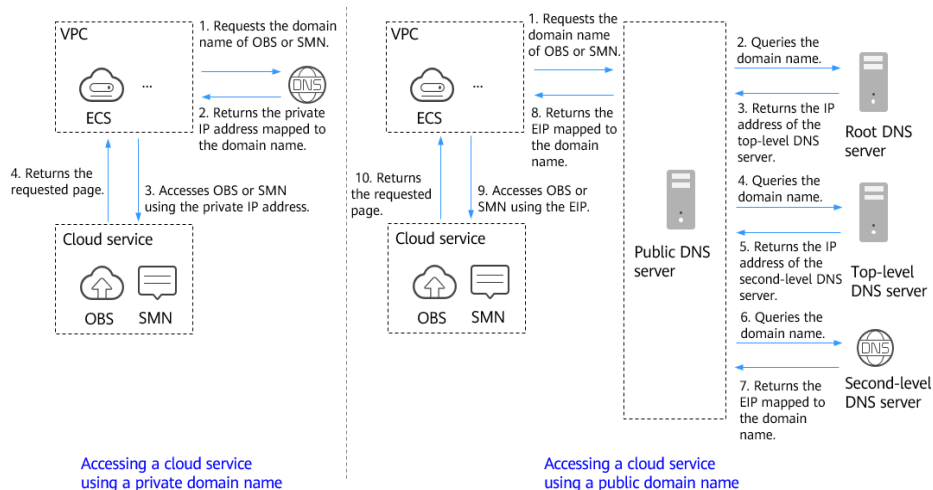 VPC
1. Requests the domain
name of OBS or SMN.
...
DNS
ECS
2. Returns the private
IP address mapped to
the domain name.
4. Returns the
requested page.
3. Accesses OBS or SMN
using the private IP address.
Cloud service
OBS
SMN
Accessing a cloud service
using a private domain name
VPC
1. Requests the
domain name
of OBS or SMN.
...
ECS
8. Returns the
EIP mapped to
the domain
name.
10. Returns
the requested
page.
9. Accesses OBS or
SMN using the EIP.
Cloud service
OBS
SMN
Public DNS
server
2. Queries the
domain name.
3. Returns the IP
address of the
top-level DNS
server.
Root DNS
server
4. Queries the
domain name.
5. Returns the IP
address of the
second-level DNS
server.
Top-level
DNS server
6. Queries the
domain name.
DNS
7. Returns the
EIP mapped to
the domain
name.
Second-level
DNS server
Accessing a cloud service
using a public domain name